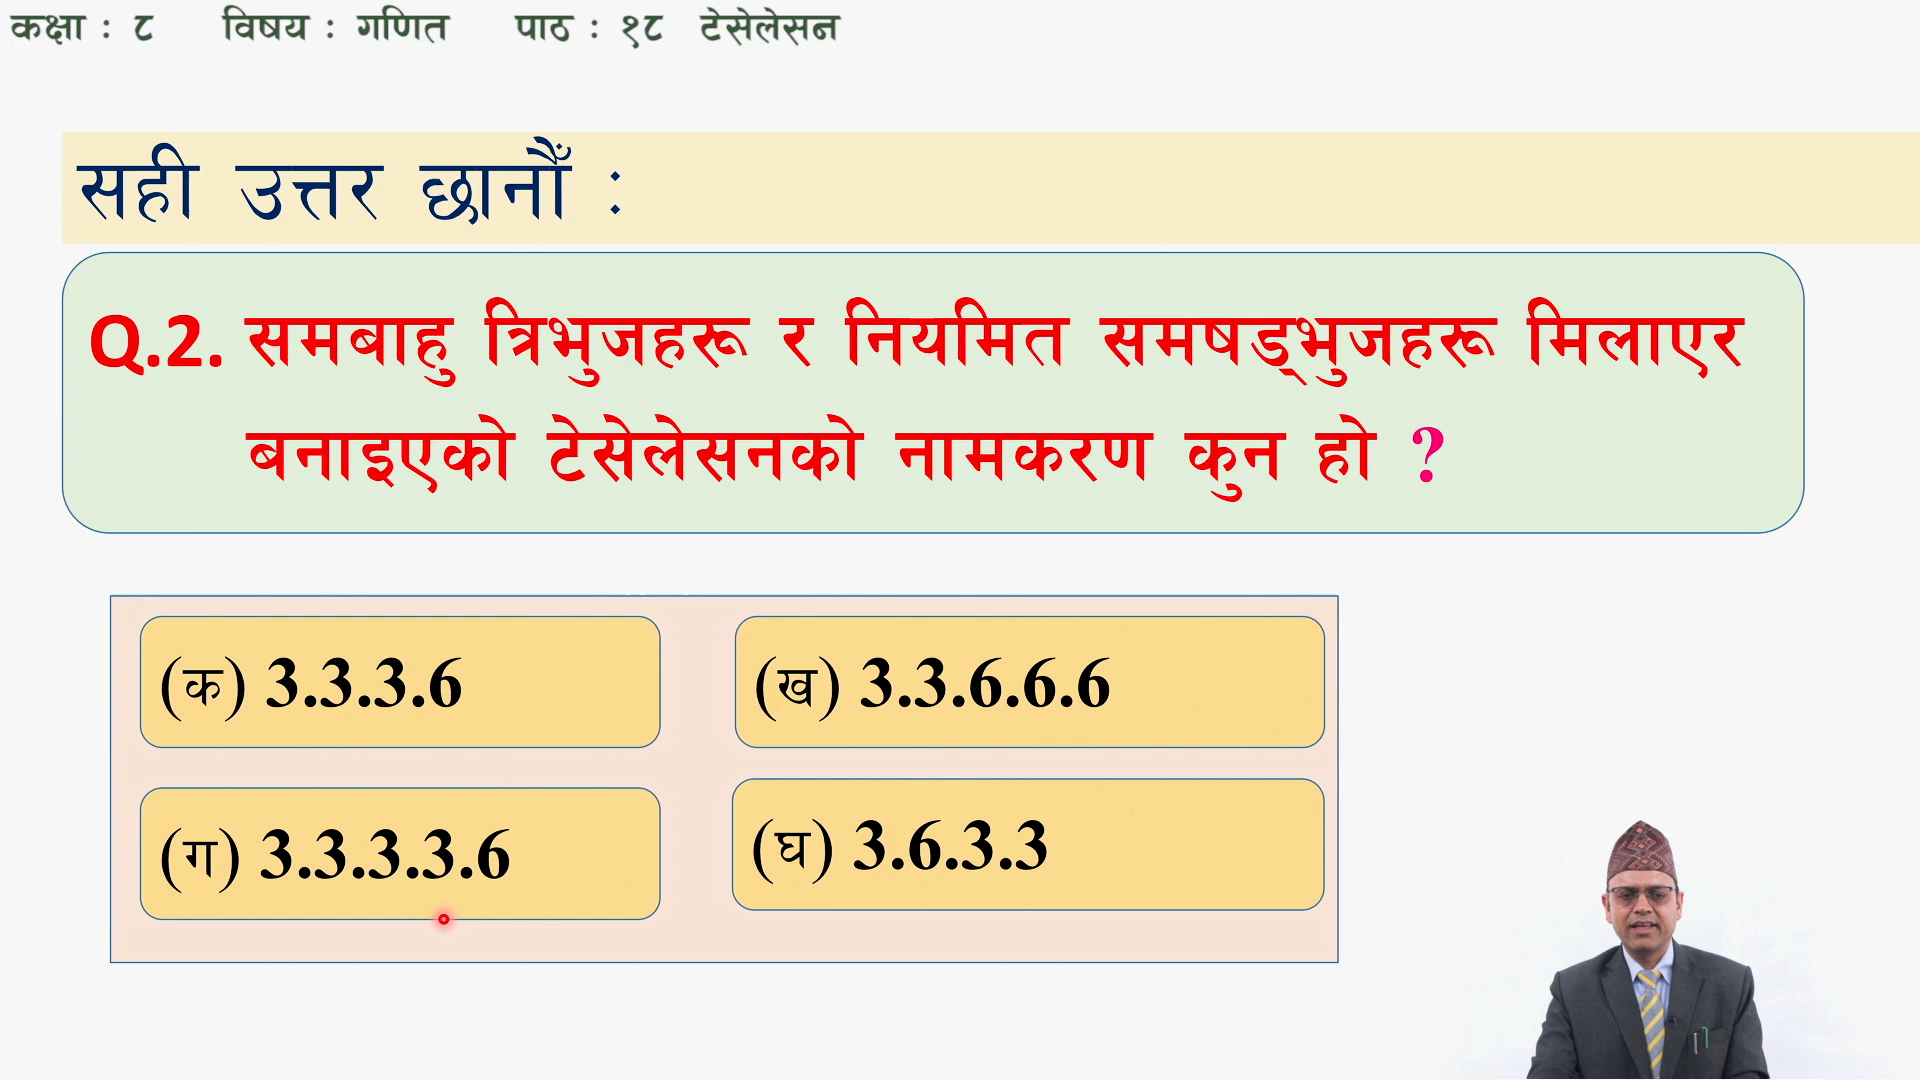 कक्षा : ८ विषय : गणित पाठ : १८ टेसेलेसन
सही उत्तर छानौँ :
Q.2. समबाहु त्रिभुजहरू र नियमित समषड्भुजहरू मिलाएर
बनाइएको टेसेलेसनको नामकरण कुन हो ?
(क) 3.3.3.6
(ख) 3.3.6.6.6
(ग) 3.3.3.3.6
(घ) 3.6.3.3